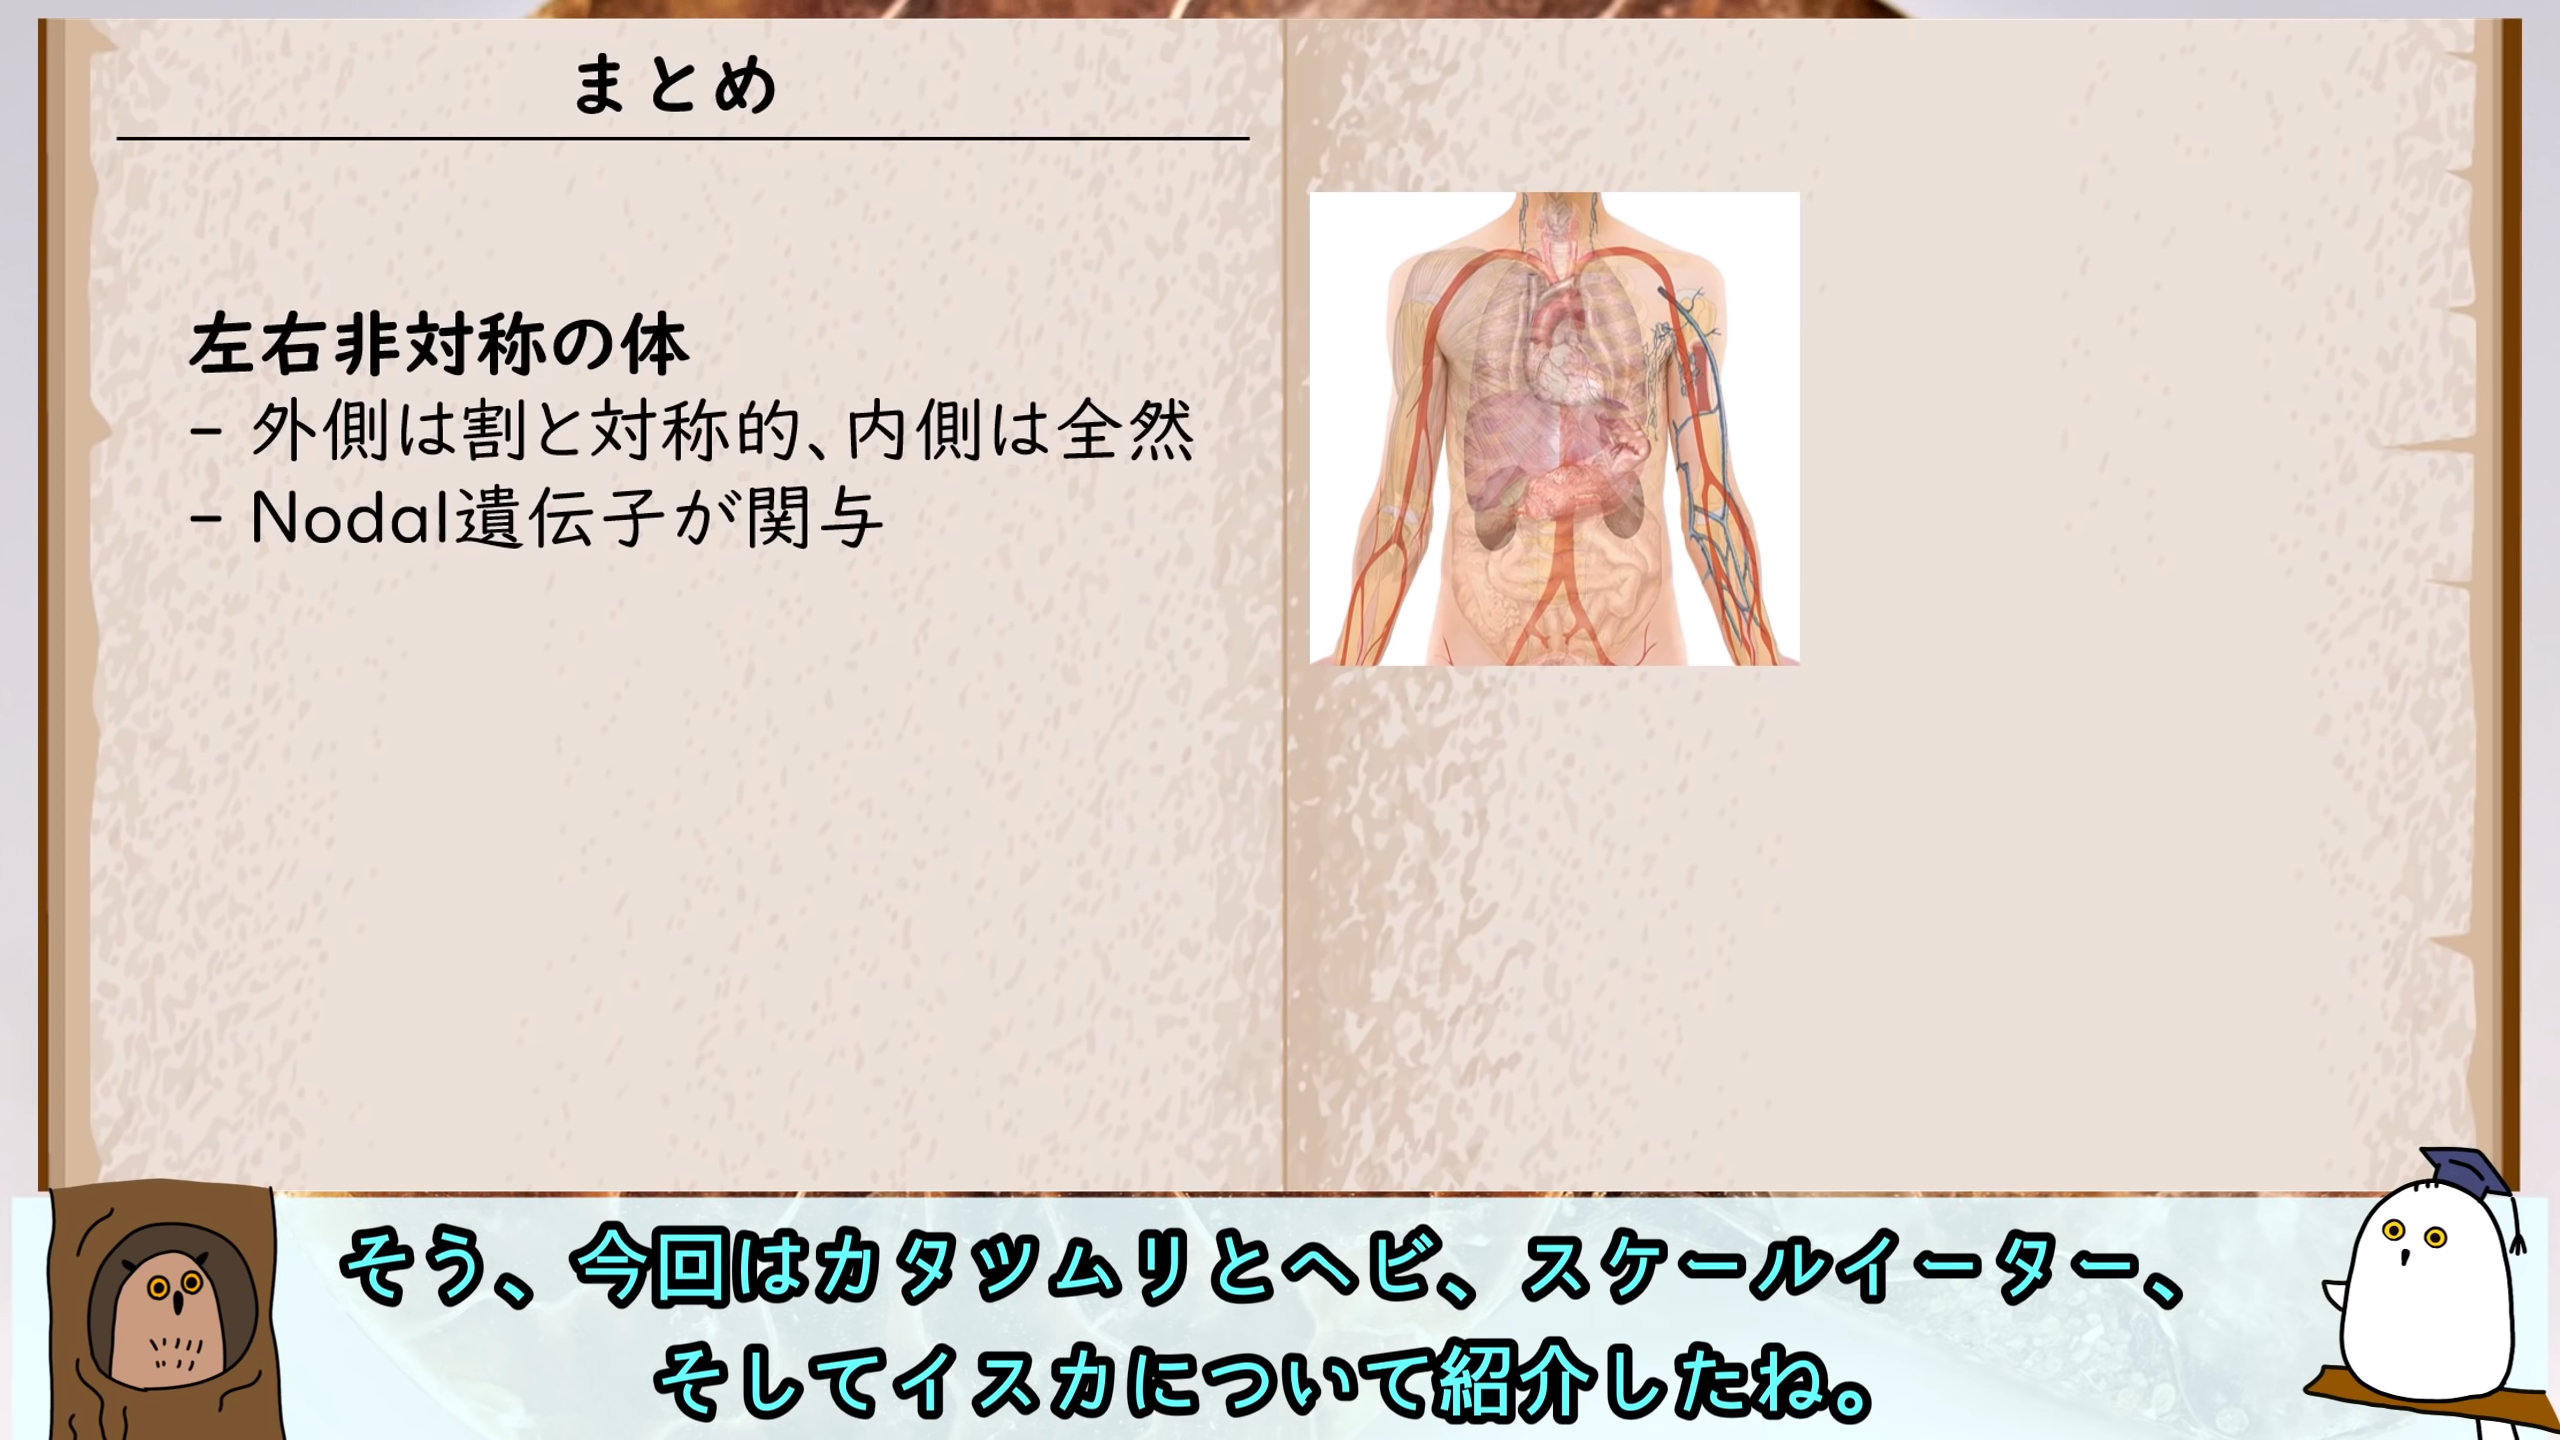 まとめ
左右非対称の体
- 外側は割と対称的、内側は全然
- Nodal遺伝子が関与
そう、今回はカタツムリとヘビ、スケールイーター、
そしてイスカについて紹介したね。